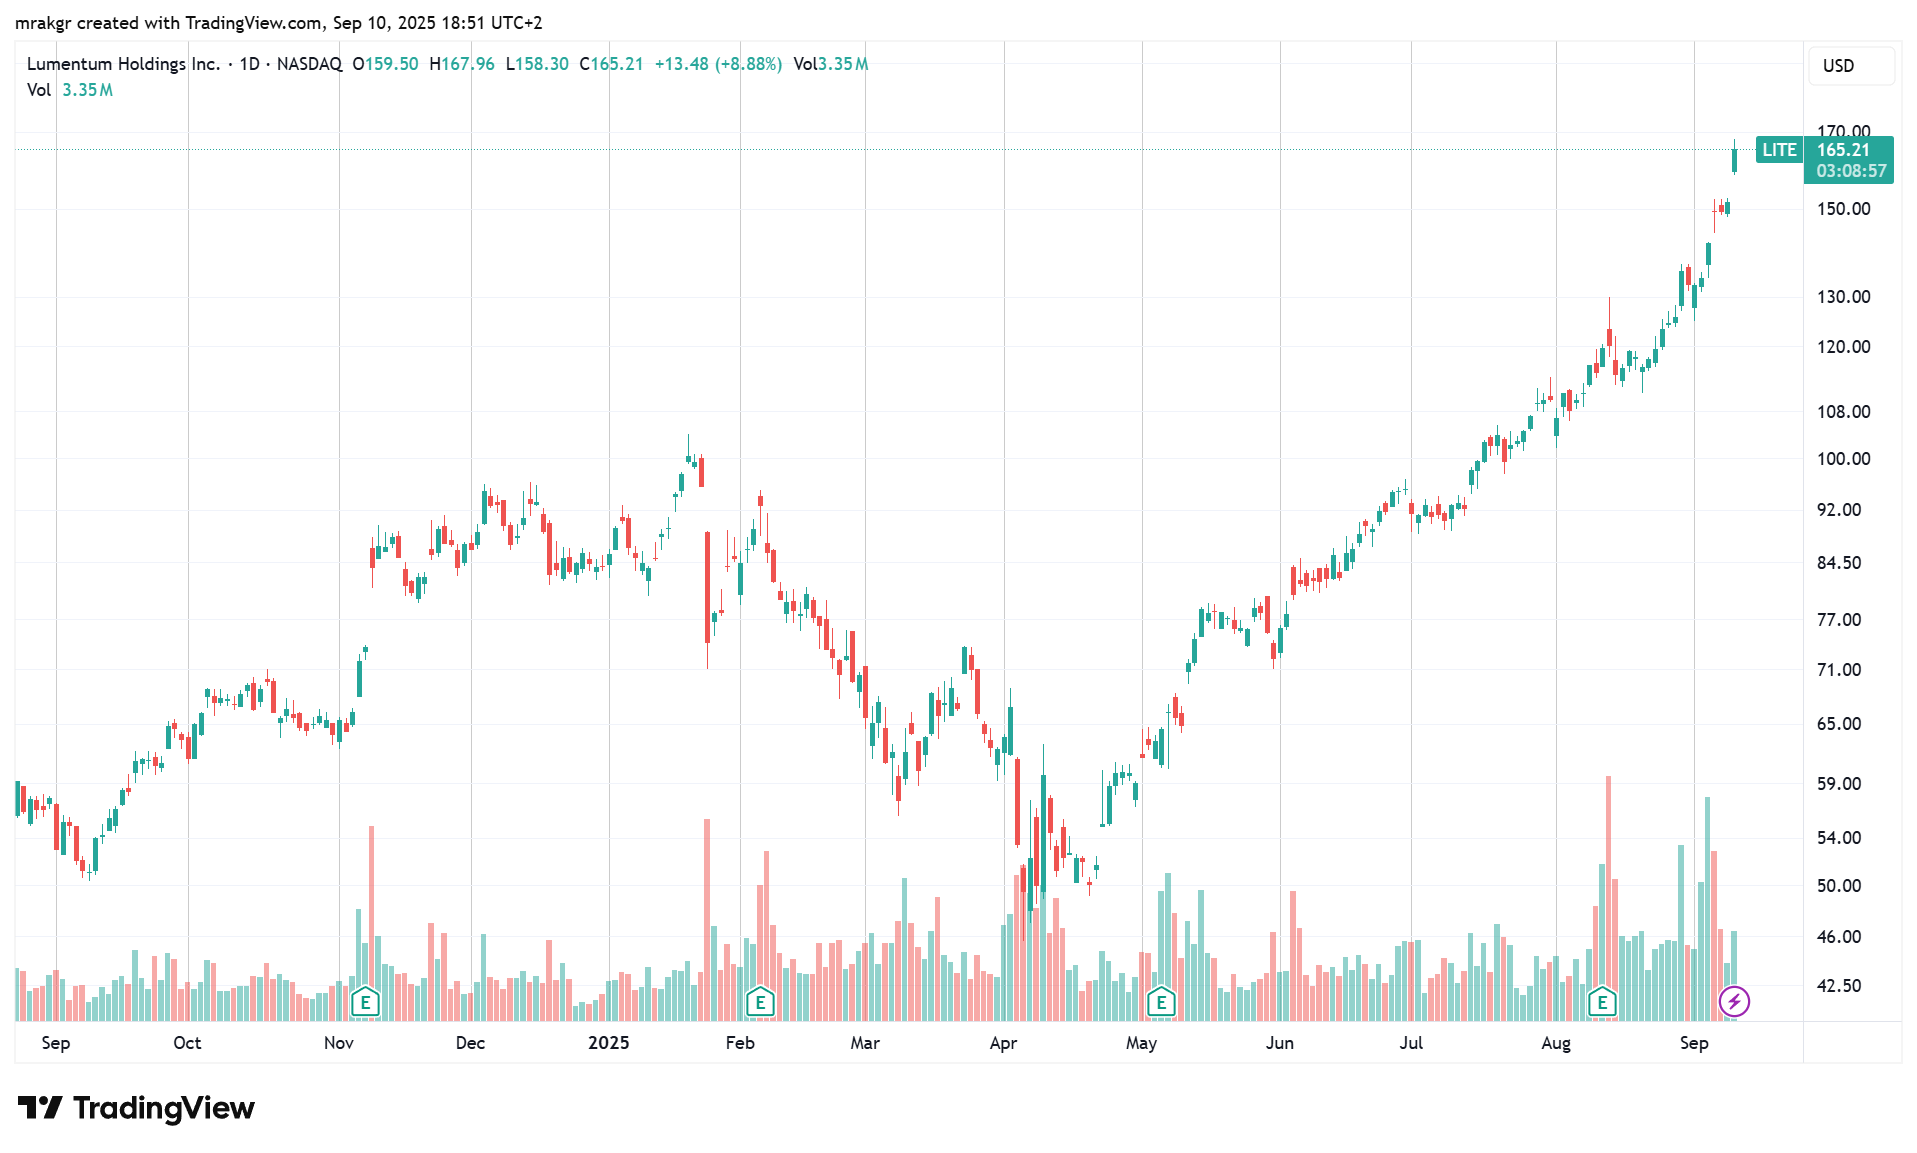 mrakgr created with TradingView.com, Sep 10, 2025 18:51 UTC+2
Lumentum Holdings Inc. · 1D · NASDAQ O159.50 H167.96 L158.30 C165.21 +13.48 (+8.88%) Vol3.35M
Vol 3.35M
USD
170.00
LITE 165.21
03:08:57
150.00
130.00
120.00
108.00
100.00
92.00
84.50
77.00
71.00
65.00
59.00
54.00
50.00
46.00
42.50
E E E E
Sep Oct Nov Dec 2025 Feb Mar Apr May Jun Jul Aug Sep
TradingView